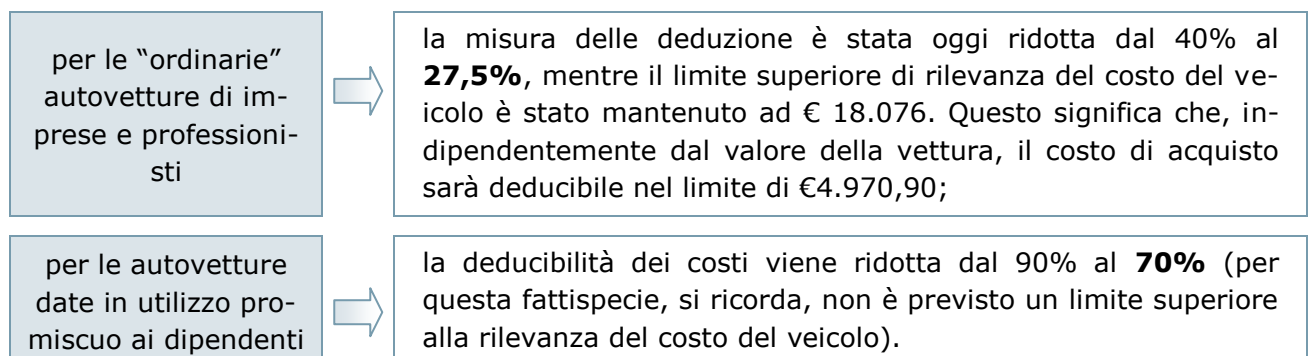 per le “ordinarie”
autovetture di im-
prese e professioni-
sti
la misura delle deduzione è stata oggi ridotta dal 40% al
27,5%, mentre il limite superiore di rilevanza del costo del ve-
icolo è stato mantenuto ad € 18.076. Questo significa che, in-
dipendentemente dal valore della vettura, il costo di acquisto
sarà deducibile nel limite di €4.970,90;
per le autovetture
date in utilizzo pro-
miscuo ai dipendenti
la deducibilità dei costi viene ridotta dal 90% al 70% (per
questa fattispecie, si ricorda, non è previsto un limite superiore
alla rilevanza del costo del veicolo).